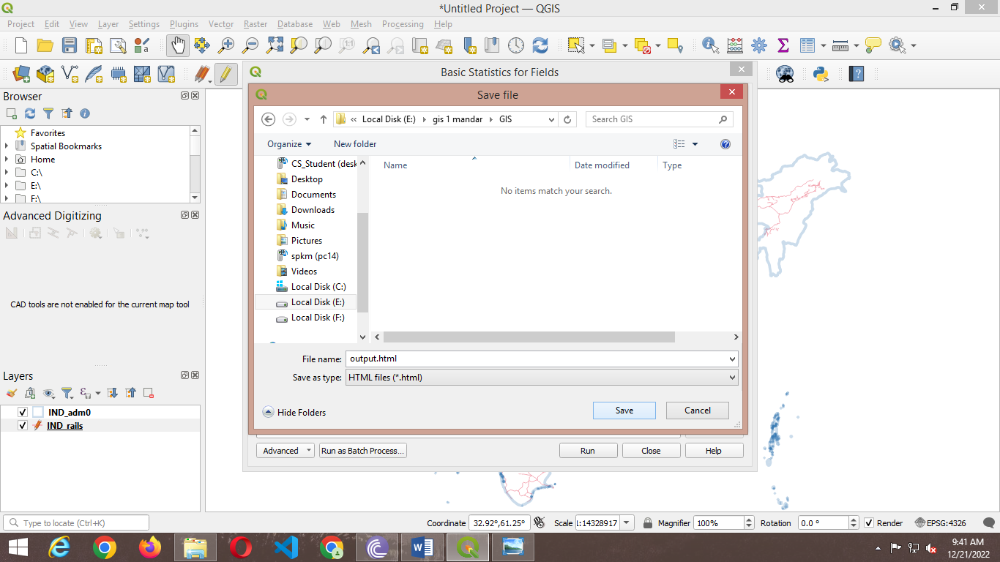 *Untitled Project — QGIS
Project Edit View Layer Settings Plugins Vector Raster Database Web Mesh Processing Help
Basic Statistics for Fields
Save file
Browser
Favorites
Spatial Bookmarks
Home
C:\
E:\
F:\
Advanced Digitizing
CAD tools are not enabled for the current map tool
Layers
IND_adm0
IND_rails
« Local Disk (E:) gis 1 mandar GIS
Search GIS
Organize New folder
CS_Student (desk
Desktop
Documents
Downloads
Music
Pictures
spkm (pc14)
Videos
Local Disk (C:)
Local Disk (E:)
Local Disk (F:)
Name Date modified Type
No items match your search.
File name: output.html
Save as type: HTML files (*.html)
Hide Folders Save Cancel
Advanced Run as Batch Process... Run Close Help
Type to locate (Ctrl+K) Coordinate 32.92°,61.25° Scale 1:14328917 Magnifier 100% Rotation 0.0 ° Render EPSG:4326
9:41 AM
12/21/2022